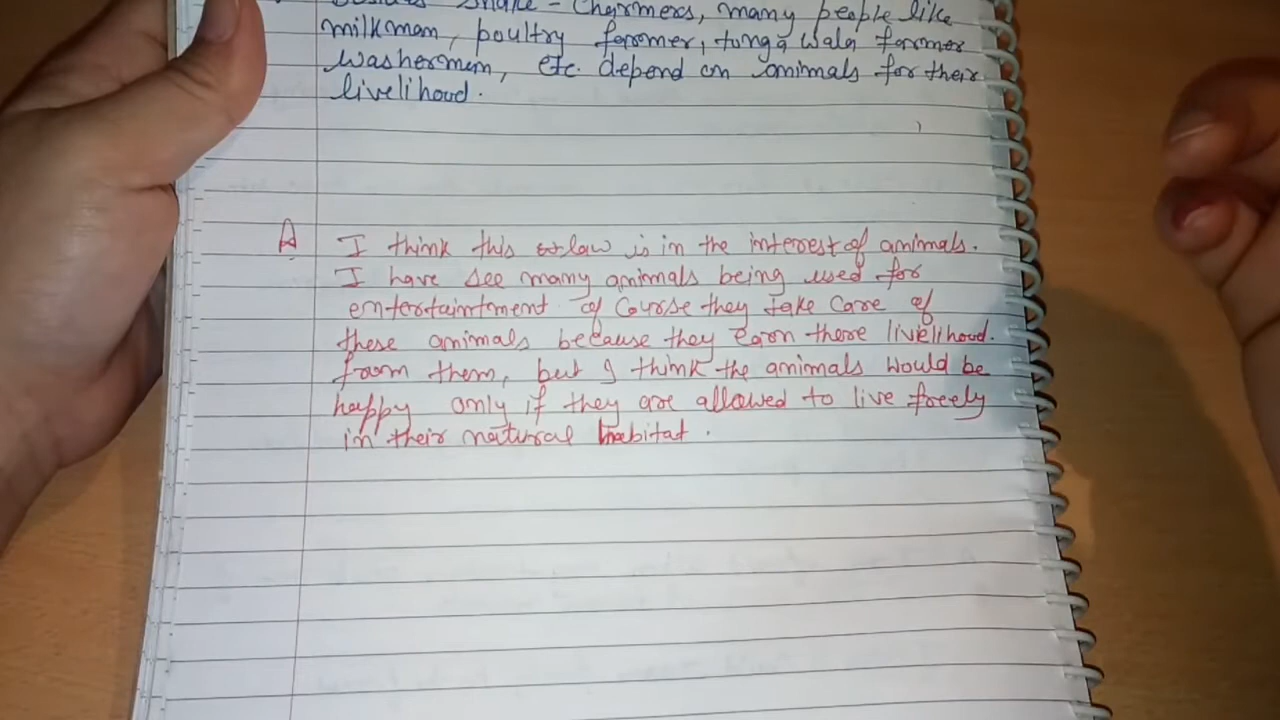 Snake - Charmers, many people like
milkman, poultry farmer, tonga wala farmer
washermen, etc. depend on animals for their
livelihood.
A I think this law is in the interest of animals.
I have see many animals being used for
entertaintment of course they take care of
these animals because they earn there livelihood.
from them, but I think the animals would be
happy only if they are allowed to live freely
in their natural habitat.